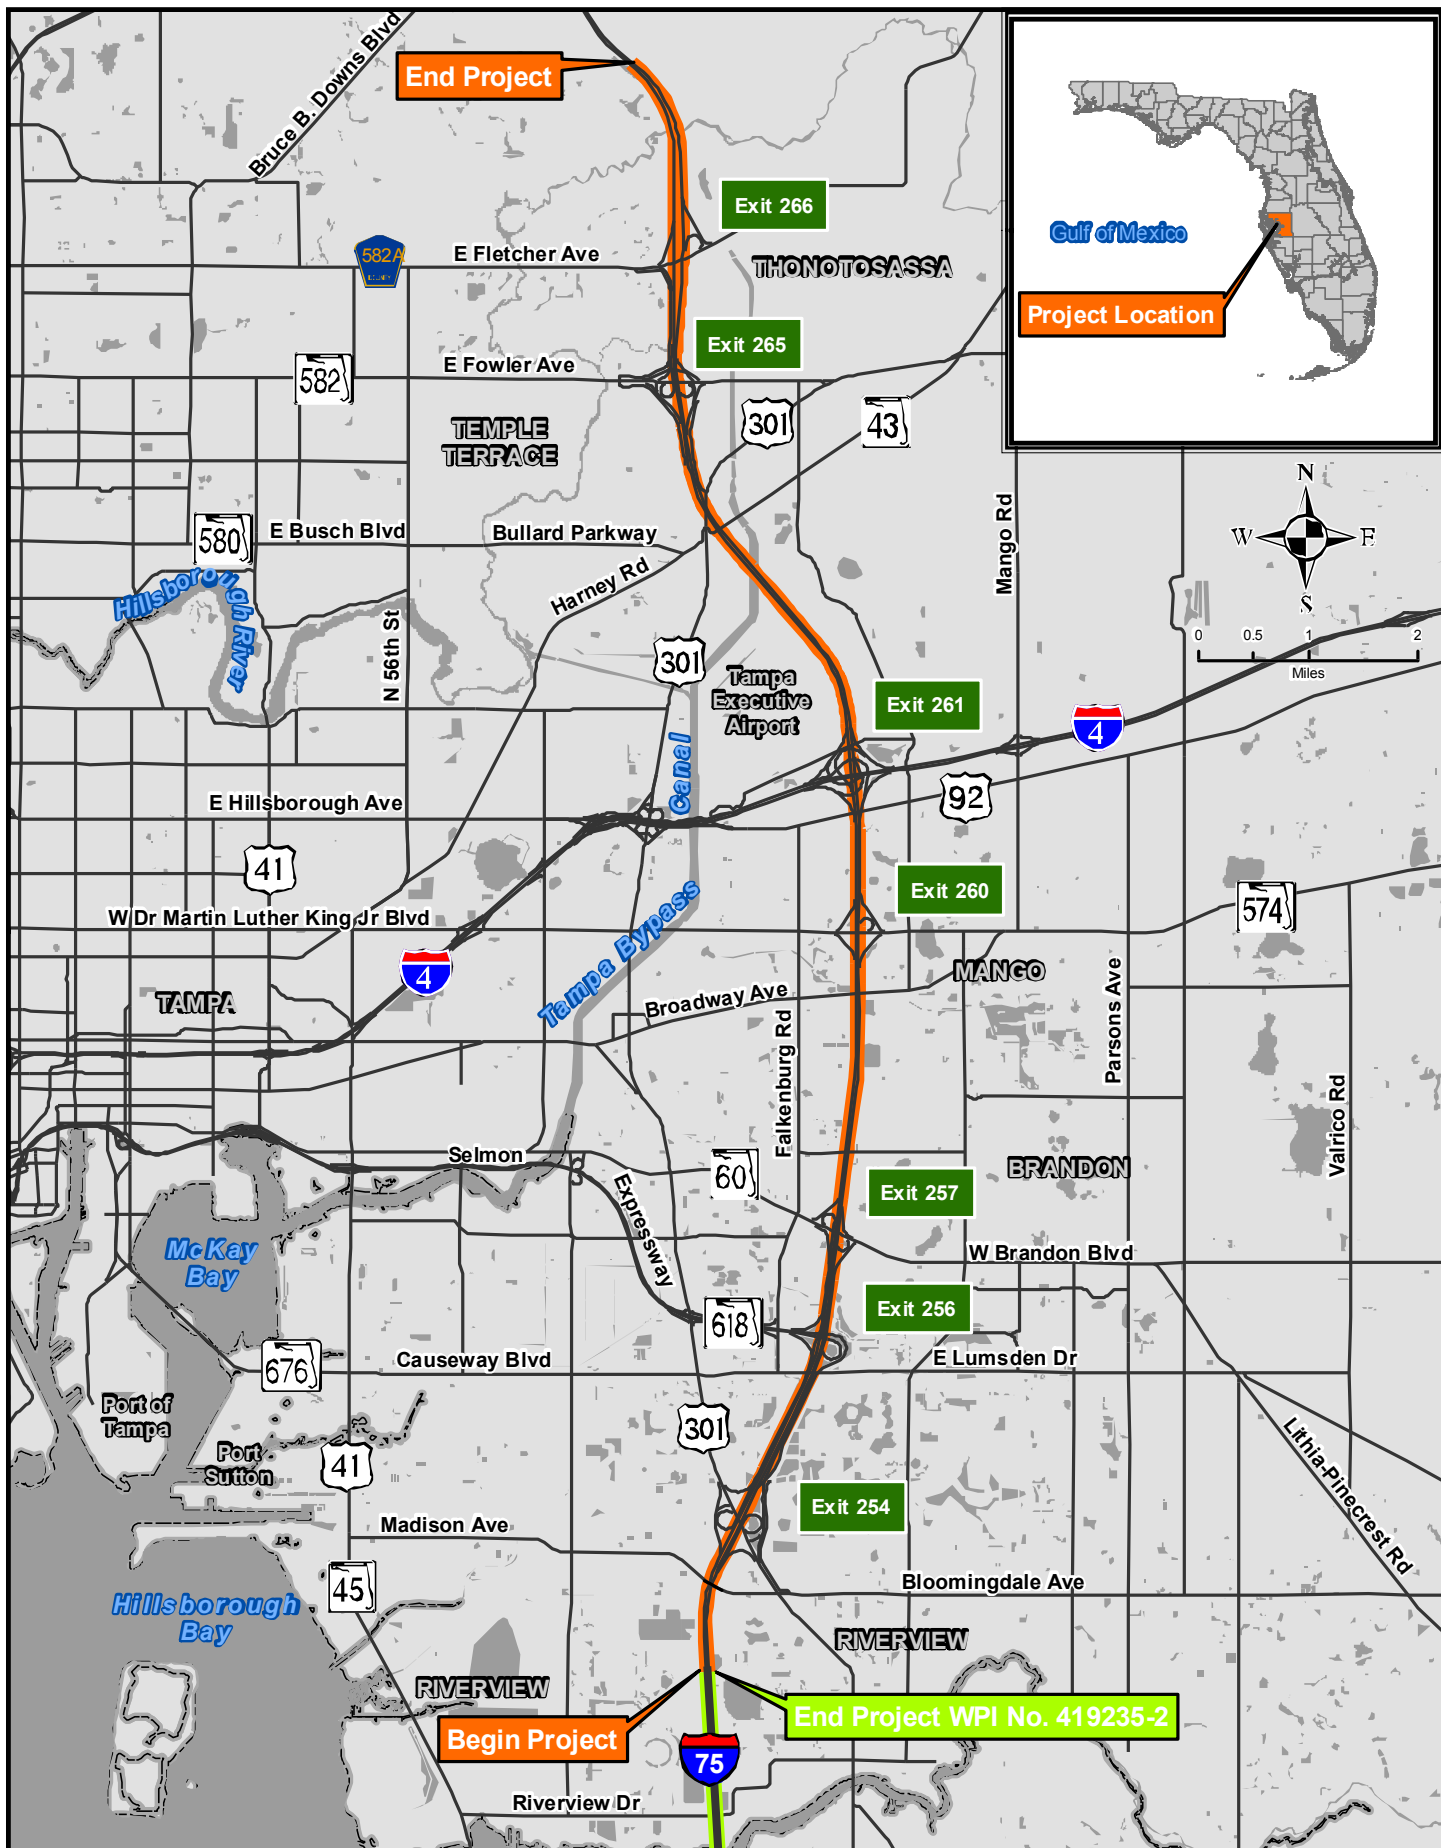 Bruce B. Downs Blvd
End Project
Exit 266
Gulf of Mexico
Project Location
582A
E Fletcher Ave
THONOTOSASSA
Exit 265
E Fowler Ave
582
TEMPLE
TERRACE
301
43
N
W
E
S
0
0.5
1
2
Miles
580
E Busch Blvd
Bullard Parkway
Mango Rd
Hillsborough River
Harney Rd
N 56th St
301
Tampa
Executive
Airport
Exit 261
4
Canal
92
E Hillsborough Ave
41
Exit 260
574
W Dr Martin Luther King Jr Blvd
4
Tampa Bypass
MANGO
TAMPA
Broadway Ave
Falkenburg Rd
Parsons Ave
Valrico Rd
Selmon
Expressway
60
BRANDON
Exit 257
McKay
Bay
W Brandon Blvd
Exit 256
618
676
Causeway Blvd
E Lumsden Dr
Port of
Tampa
301
Port
Sutton
41
Lithia-Pinecrest Rd
Exit 254
Madison Ave
45
Bloomingdale Ave
Hillsborough
Bay
RIVERVIEW
RIVERVIEW
End Project WPI No. 419235-2
Begin Project
75
Riverview Dr